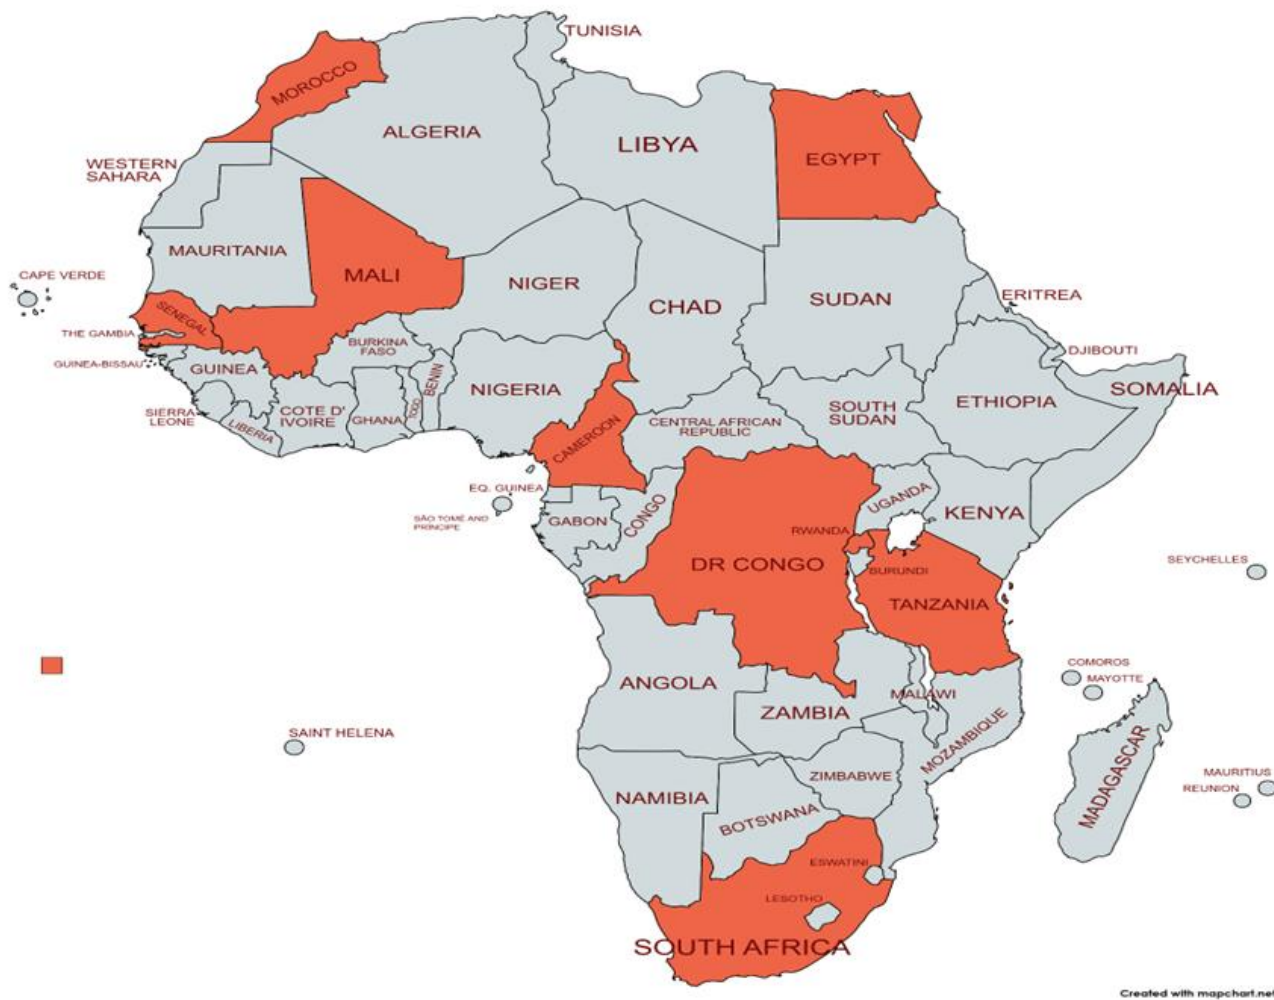 TUNISIA
MOROCCO
ALGERIA
LIBYA
EGYPT
WESTERN
SAHARA
MAURITANIA
MALI
NIGER
CHAD
SUDAN
ERITREA
CAPE VERDE
SENEGAL
THE GAMBIA
GUINEA-BISSAU
GUINEA
BURKINA
FASO
BENIN
TOGO
NIGERIA
DJIBOUTI
SOMALIA
ETHIOPIA
SOUTH
SUDAN
CENTRAL AFRICAN
REPUBLIC
CAMEROON
SIERRA
LEONE
LIBERIA
COTE D'
IVOIRE
GHANA
EQ. GUINEA
SÃO TOMÉ AND
PRÍNCIPE
GABON
CONGO
UGANDA
KENYA
RWANDA
DR CONGO
BURUNDI
TANZANIA
SEYCHELLES
COMOROS
MAYOTTE
ANGOLA
ZAMBIA
MALAWI
MOZAMBIQUE
SAINT HELENA
MADAGASCAR
MAURITIUS
REUNION
ZIMBABWE
NAMIBIA
BOTSWANA
ESWATINI
LESOTHO
SOUTH AFRICA
Created with mapchart.net